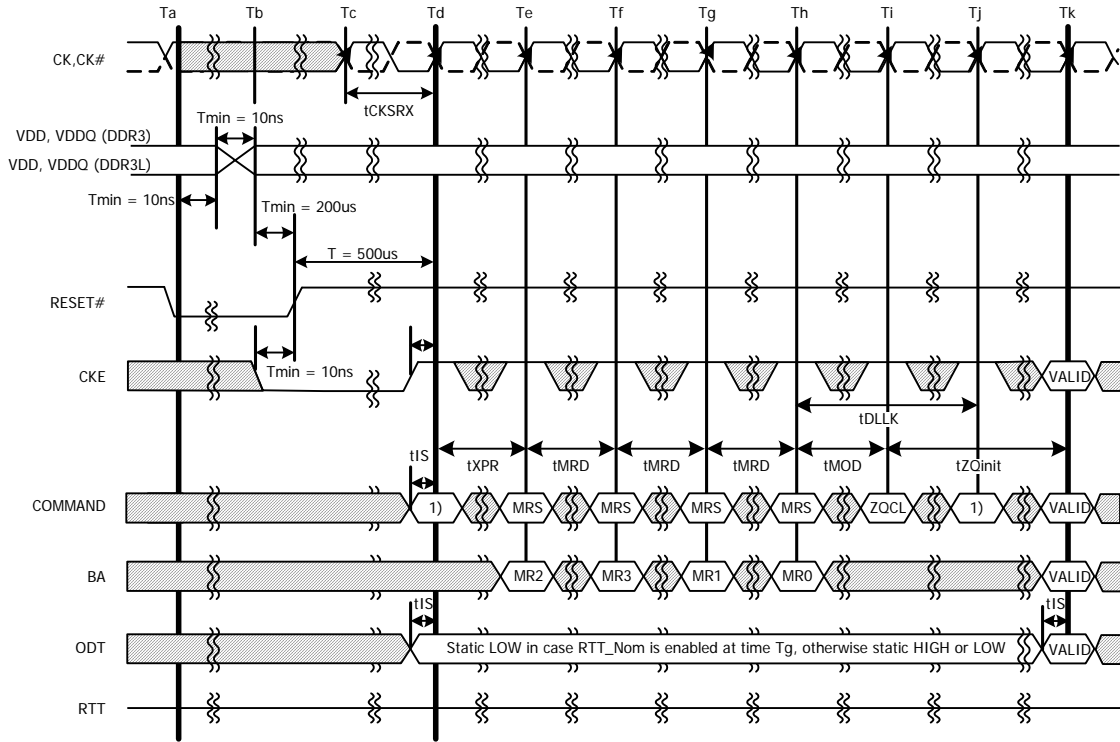 Ta Tb Tc Td Te Tf Tg Th Ti Tj Tk
CK,CK#
tCKSRX
Tmin = 10ns
VDD, VDDQ (DDR3)
VDD, VDDQ (DDR3L)
Tmin = 10ns
Tmin = 200us
T = 500us
RESET#
Tmin = 10ns
CKE
VALID
tDLLK
tIS
tXPR tMRD tMRD tMRD tMOD tZQinit
COMMAND 1) MRS MRS MRS MRS ZQCL 1) VALID
BA MR2 MR3 MR1 MR0 VALID
tIS tIS
ODT Static LOW in case RTT_Nom is enabled at time Tg, otherwise static HIGH or LOW VALID
RTT